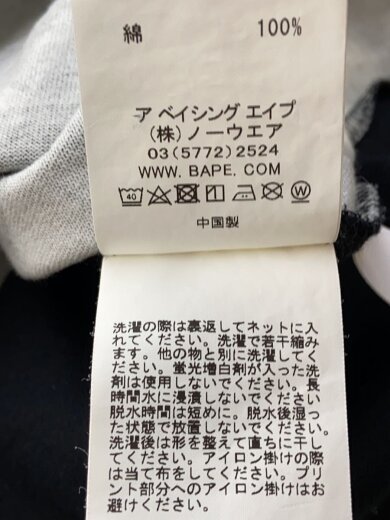 綿 100%
ア ベイシング エイプ
(株) ノーウエア
03(5772)2524
WWW.BAPE.COM
40 W
中国製
洗濯の際は裏返してネットに入
れてください。洗濯で若干縮み
ます。他の物と別に洗濯してく
ださい。蛍光増白剤が入った洗
剤は使用しないでください。長
時間水に浸漬しないでください
脱水時間は短めに。脱水後湿っ
た状態で放置しないでください。
洗濯後は形を整えて直ちに干し
てください。アイロン掛けの際
は当て布をしてください。プリ
ント部分へのアイロン掛けはお
避けください。